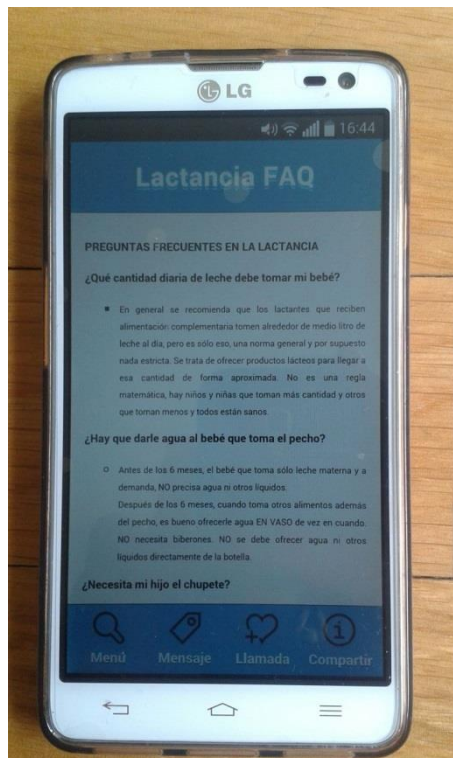 LG
16:44
Lactancia FAQ
PREGUNTAS FRECUENTES EN LA LACTANCIA
¿Qué cantidad diaria de leche debe tomar mi bebé?
■ En general se recomienda que los lactantes que reciben
alimentación complementaria tomen alrededor de medio litro de
leche al día, pero es sólo eso, una norma general y por supuesto
nada estricta. Se trata de ofrecer productos lácteos para llegar a
esa cantidad de forma aproximada. No es una regla
matemática, hay niños y niñas que toman más cantidad y otros
que toman menos y todos están sanos.
¿Hay que darle agua al bebé que toma el pecho?
○ Antes de los 6 meses, el bebé que toma sólo leche materna y a
demanda, NO precisa agua ni otros líquidos.
Después de los 6 meses, cuando toma otros alimentos además
del pecho, es bueno ofrecerle agua EN VASO de vez en cuando.
NO necesita biberones. NO se debe ofrecer agua ni otros
líquidos directamente de la botella.
¿Necesita mi hijo el chupete?
Menú Mensaje Llamada Compartir